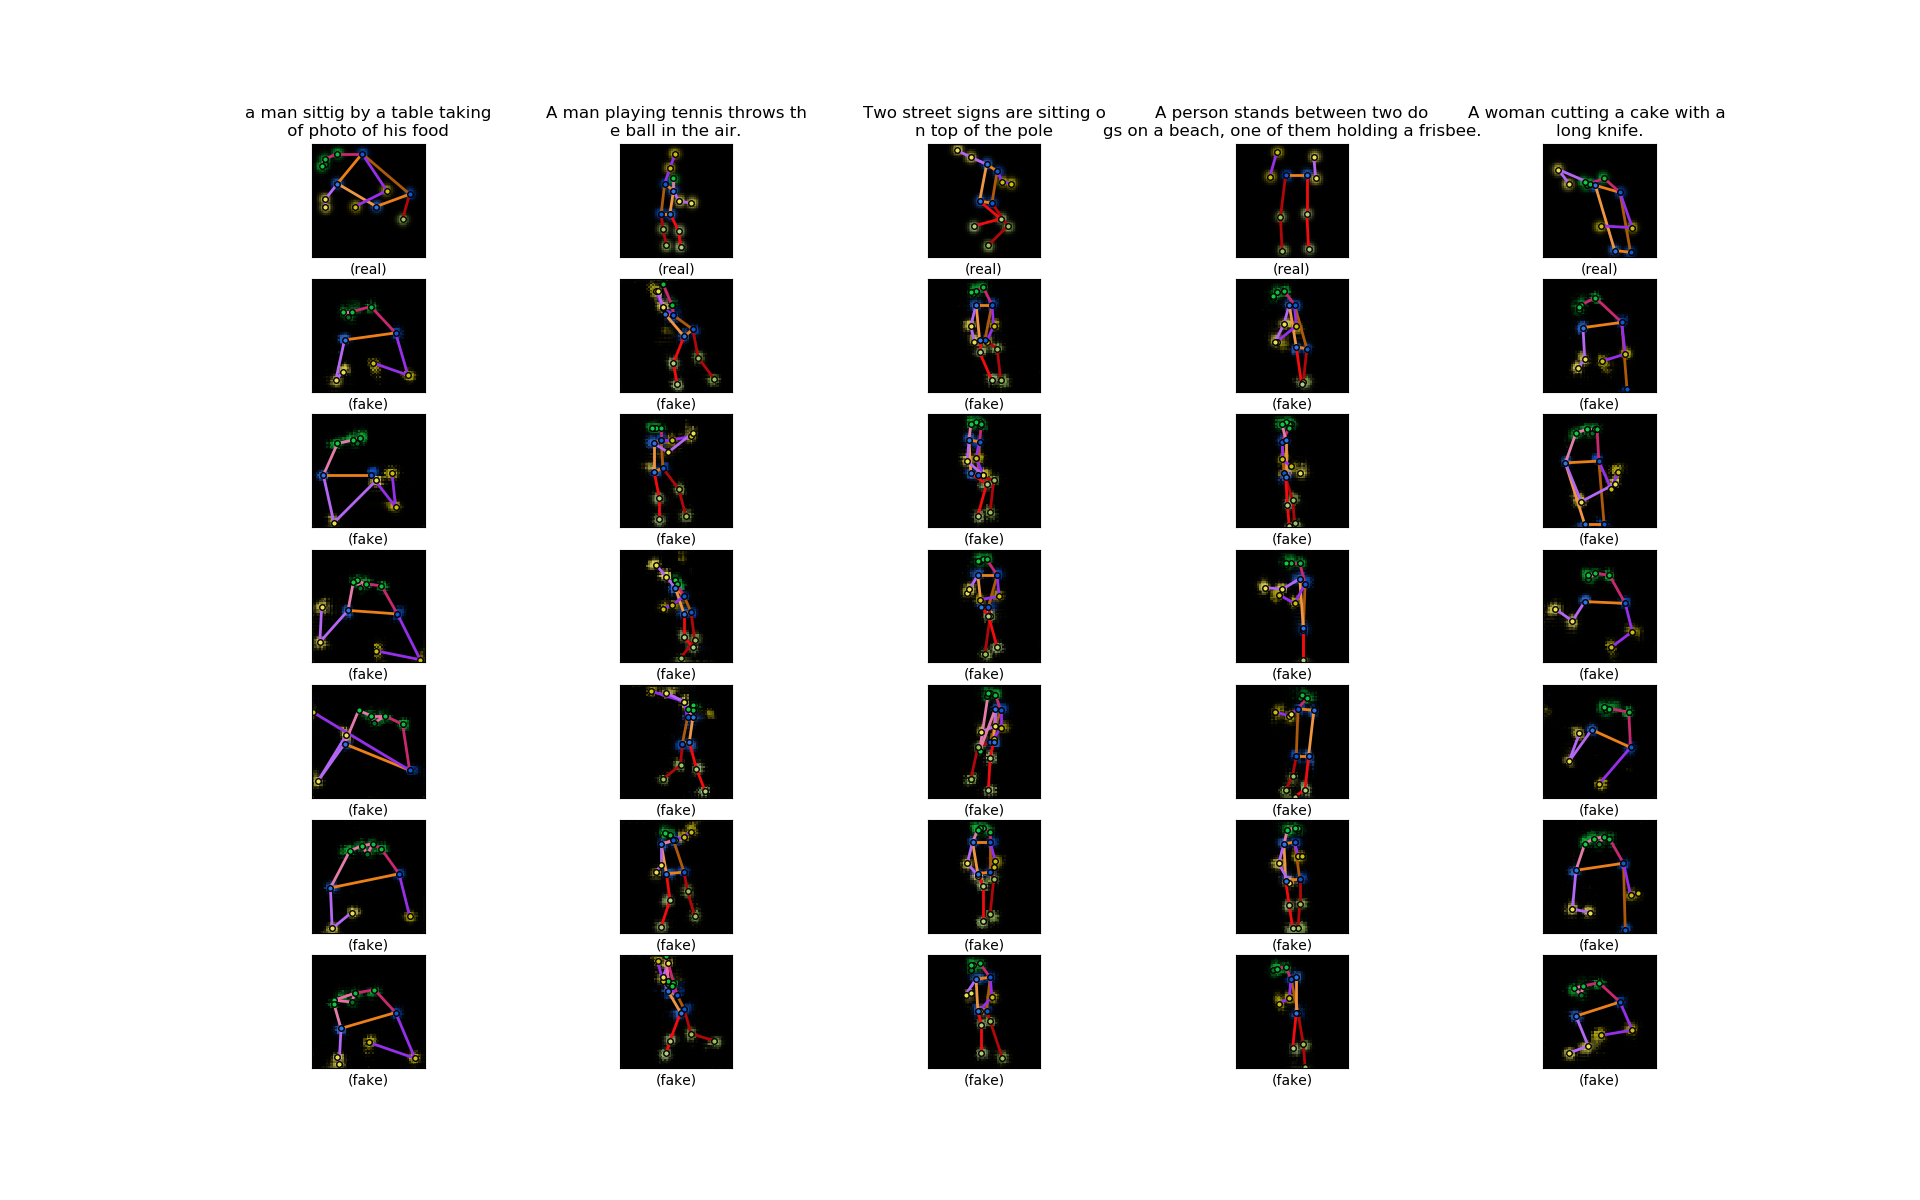 a man sittig by a table taking
of photo of his food
A man playing tennis throws th
e ball in the air.
Two street signs are sitting o
n top of the pole
A person stands between two do
gs on a beach, one of them holding a frisbee.
A woman cutting a cake with a
long knife.
(real) (real) (real) (real) (real)
(fake) (fake) (fake) (fake) (fake)
(fake) (fake) (fake) (fake) (fake)
(fake) (fake) (fake) (fake) (fake)
(fake) (fake) (fake) (fake) (fake)
(fake) (fake) (fake) (fake) (fake)
(fake) (fake) (fake) (fake) (fake)